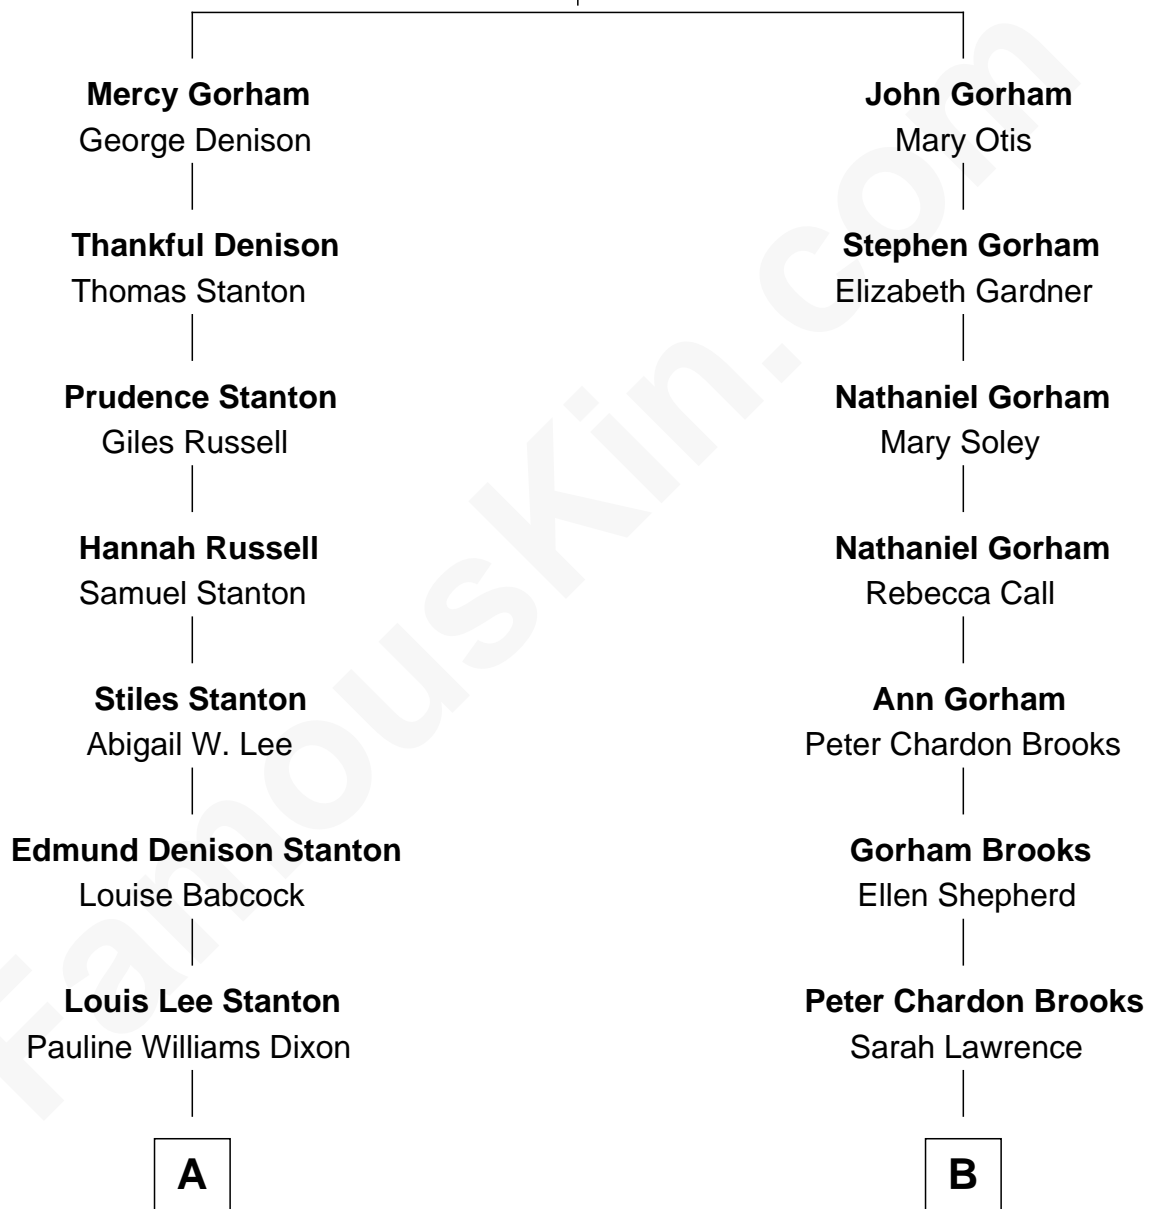 Mercy Gorham
George Denison
John Gorham
Mary Otis
Thankful Denison
Thomas Stanton
Stephen Gorham
Elizabeth Gardner
Prudence Stanton
Giles Russell
Nathaniel Gorham
Mary Soley
Hannah Russell
Samuel Stanton
Nathaniel Gorham
Rebecca Call
Stiles Stanton
Abigail W. Lee
Ann Gorham
Peter Chardon Brooks
Edmund Denison Stanton
Louise Babcock
Gorham Brooks
Ellen Shepherd
Louis Lee Stanton
Pauline Williams Dixon
Peter Chardon Brooks
Sarah Lawrence
A
B
FamousKin.com